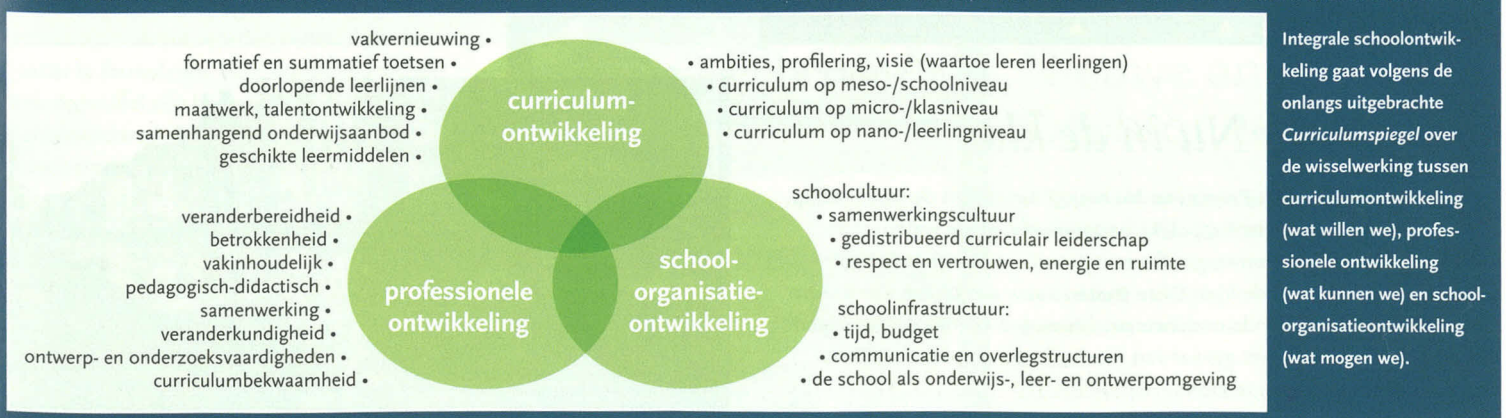 vakvernieuwing •
formatief en summatief toetsen •
doorlopende leerlijnen •
maatwerk, talentontwikkeling •
samenhangend onderwijsaanbod •
geschikte leermiddelen •
curriculum-
ontwikkeling
• ambities, profilering, visie (waartoe leren leerlingen)
• curriculum op meso-/schoolniveau
• curriculum op micro-/klasniveau
• curriculum op nano-/leerlingniveau
veranderbereidheid •
betrokkenheid •
vakinhoudelijk •
pedagogisch-didactisch •
samenwerking •
veranderkundigheid •
ontwerp- en onderzoeksvaardigheden •
curriculumbekwaamheid •
professionele
ontwikkeling
school-
organisatie-
ontwikkeling
schoolcultuur:
• samenwerkingscultuur
• gedistribueerd curriculair leiderschap
• respect en vertrouwen, energie en ruimte
schoolinfrastructuur:
• tijd, budget
• communicatie en overlegstructuren
• de school als onderwijs-, leer- en ontwerpomgeving
Integrale schoolontwik-
keling gaat volgens de
onlangs uitgebrachte
Curriculumspiegel over
de wisselwerking tussen
curriculumontwikkeling
(wat willen we), profes-
sionele ontwikkeling
(wat kunnen we) en school-
organisatieontwikkeling
(wat mogen we).